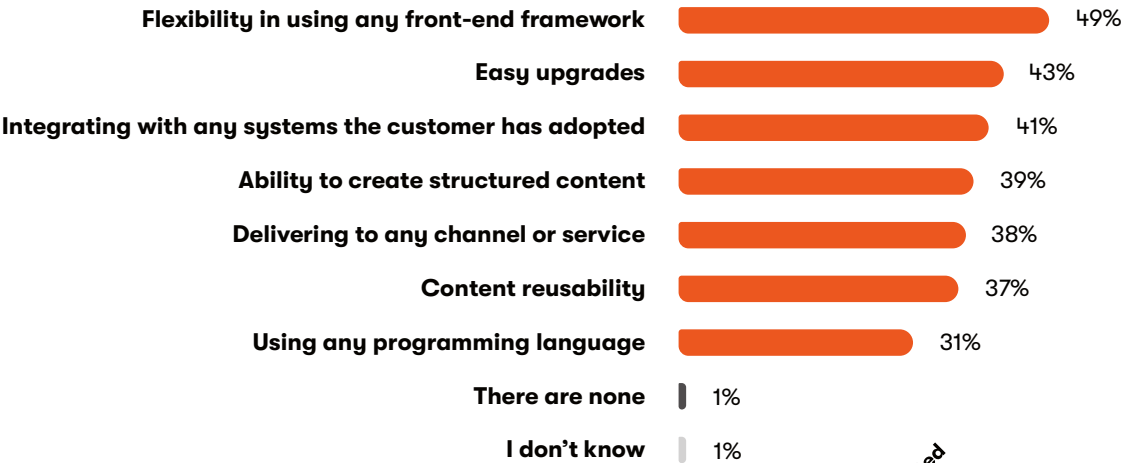 Flexibility in using any front-end framework 49%
Easy upgrades 43%
Integrating with any systems the customer has adopted 41%
Ability to create structured content 39%
Delivering to any channel or service 38%
Content reusability 37%
Using any programming language 31%
There are none 1%
I don't know 1%